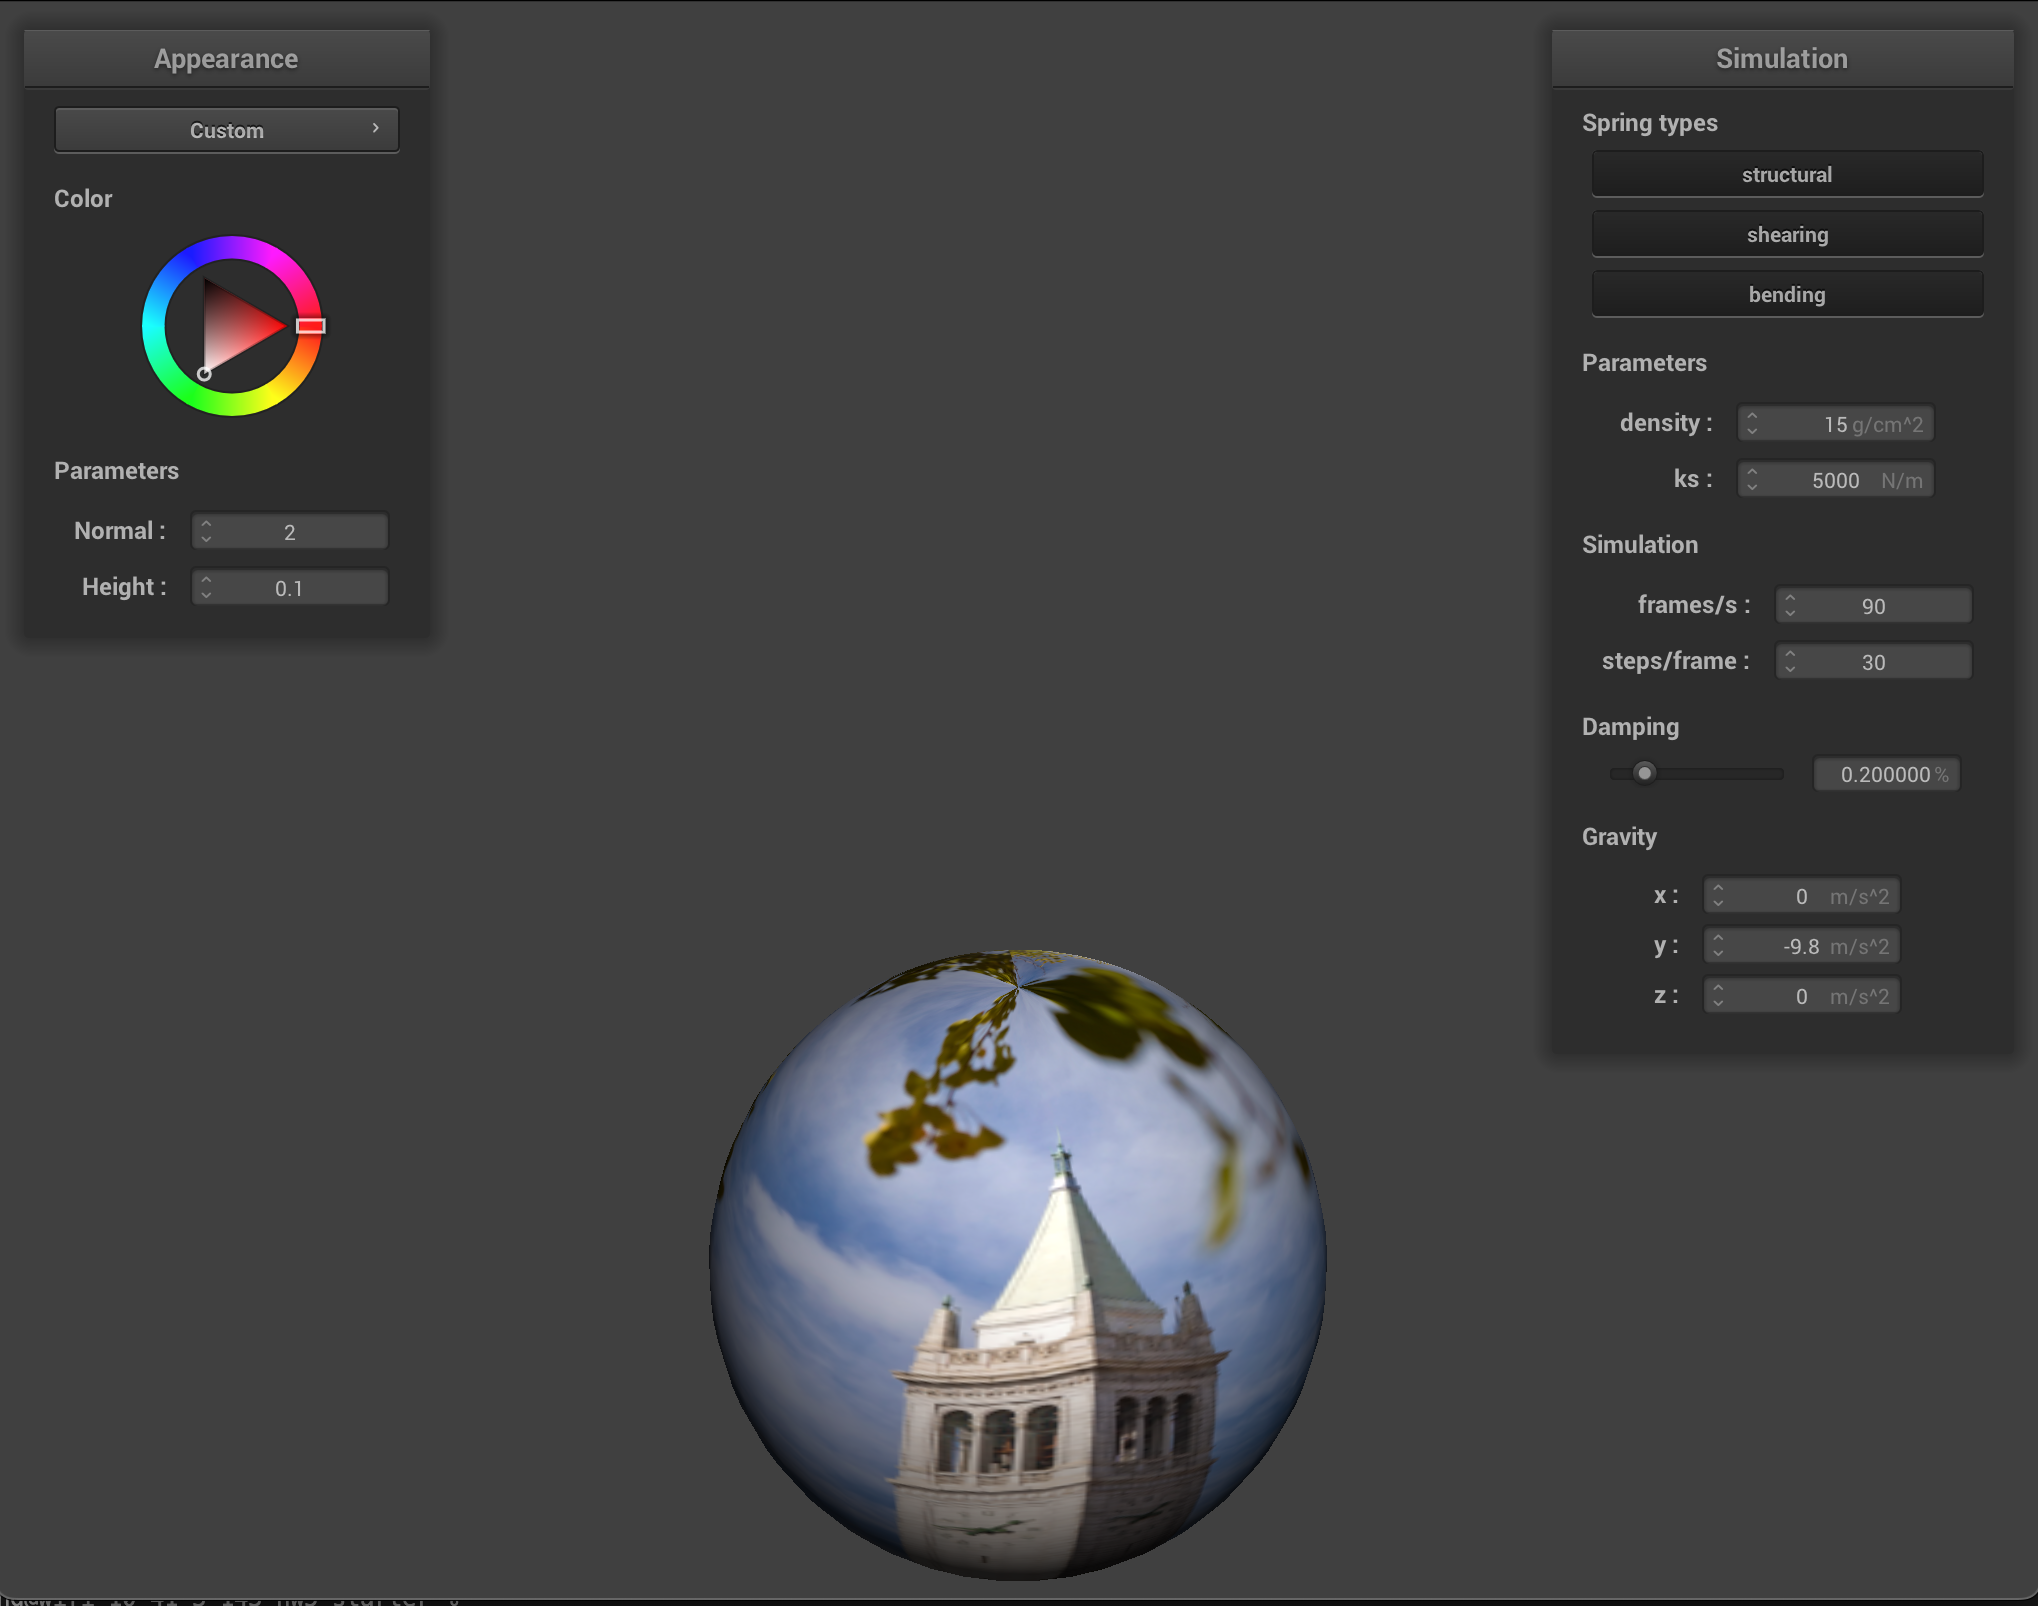 Appearance
Custom
Color
Parameters
Normal : 2
Height : 0.1
Simulation
Spring types
structural
shearing
bending
Parameters
density : 15 g/cm^2
ks : 5000 N/m
Simulation
frames/s : 90
steps/frame : 30
Damping
0.200000 %
Gravity
x : 0 m/s^2
y : -9.8 m/s^2
z : 0 m/s^2